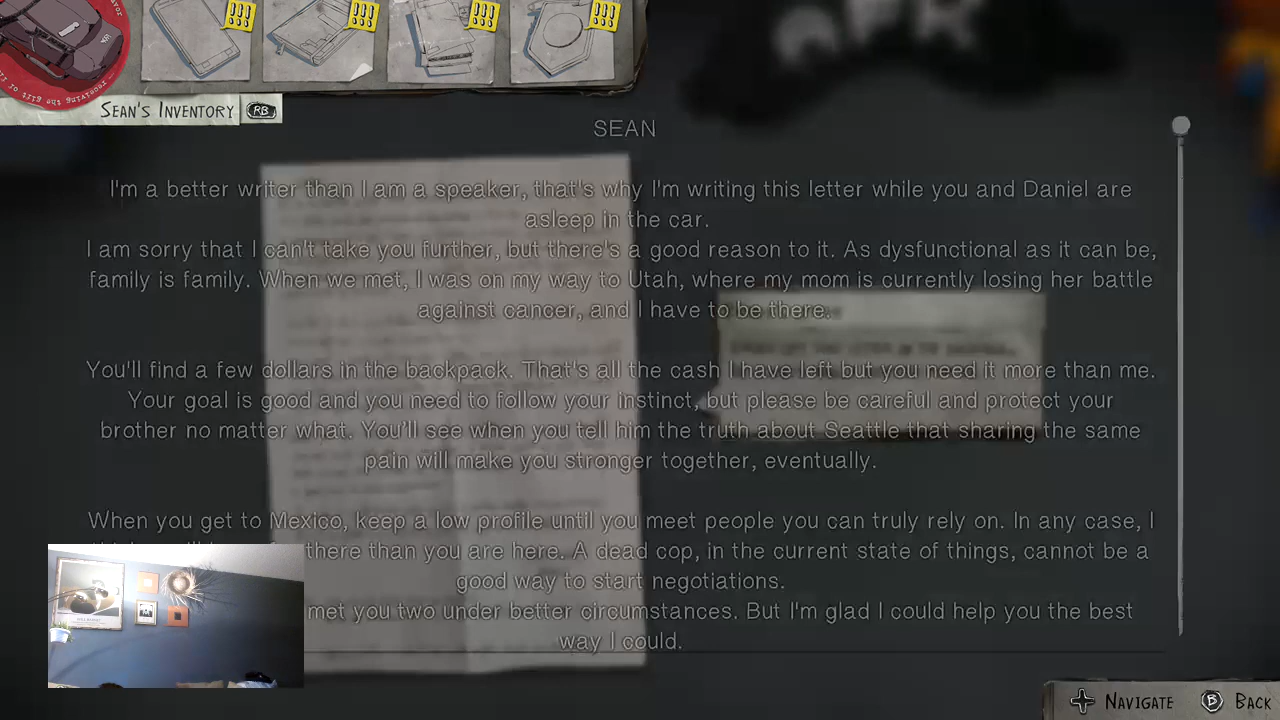 !!! !!! !!! !!!
receiving the gift of
SEAN'S INVENTORY RB
SEAN
I'm a better writer than I am a speaker, that's why I'm writing this letter while you and Daniel are
asleep in the car.
I am sorry that I can't take you further, but there's a good reason to it. As dysfunctional as it can be,
family is family. When we met, I was on my way to Utah, where my mom is currently losing her battle
against cancer, and I have to be there.
You'll find a few dollars in the backpack. That's all the cash I have left but you need it more than me.
Your goal is good and you need to follow your instinct, but please be careful and protect your
brother no matter what. You'll see when you tell him the truth about Seattle that sharing the same
pain will make you stronger together, eventually.
When you get to Mexico, keep a low profile until you meet people you can truly rely on. In any case, I
there than you are here. A dead cop, in the current state of things, cannot be a
good way to start negotiations.
met you two under better circumstances. But I'm glad I could help you the best
way I could.
NAVIGATE B BACK